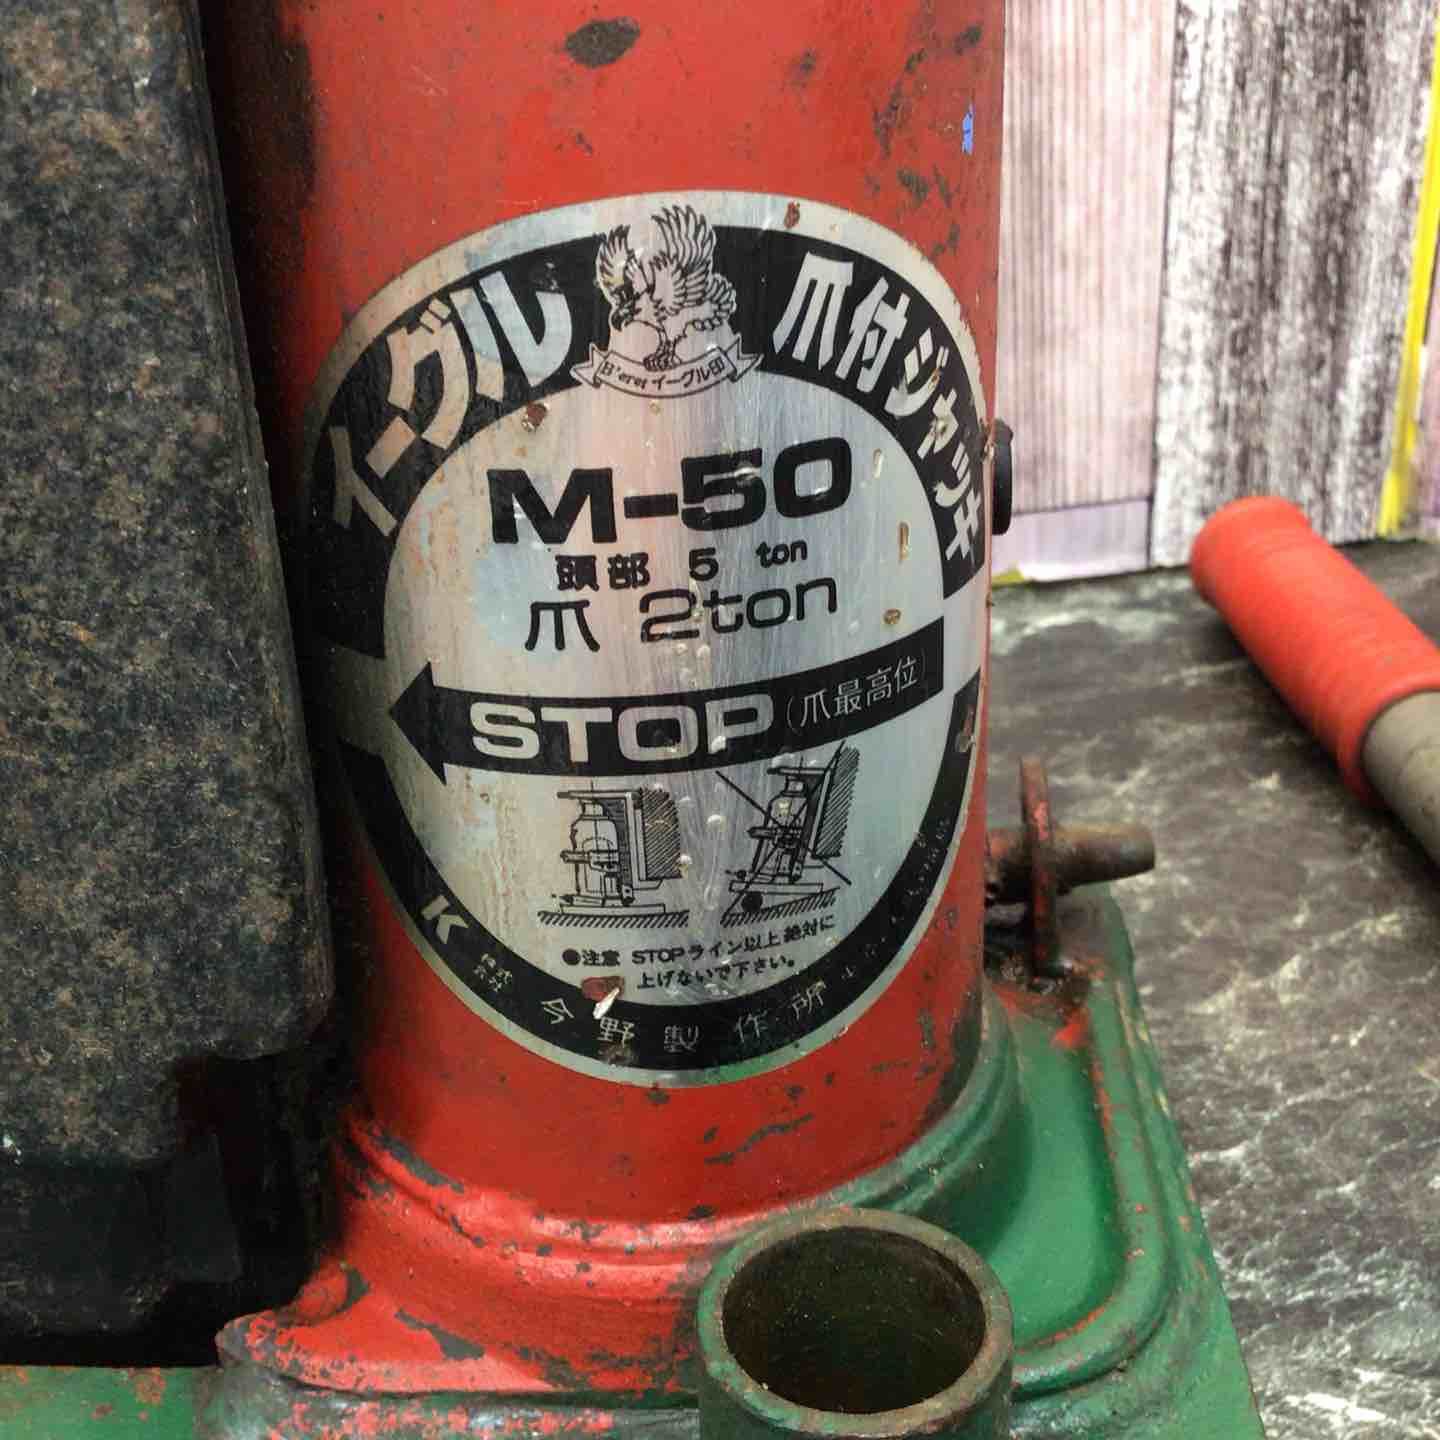 イーグル 爪付ジャッキ
B'eret イーグル印
M-50
頭部 5 ton
爪 2ton
STOP (爪最高位)
●注意 STOPライン以上絶対に
上げないで下さい。
K 株式会社 今野製作所